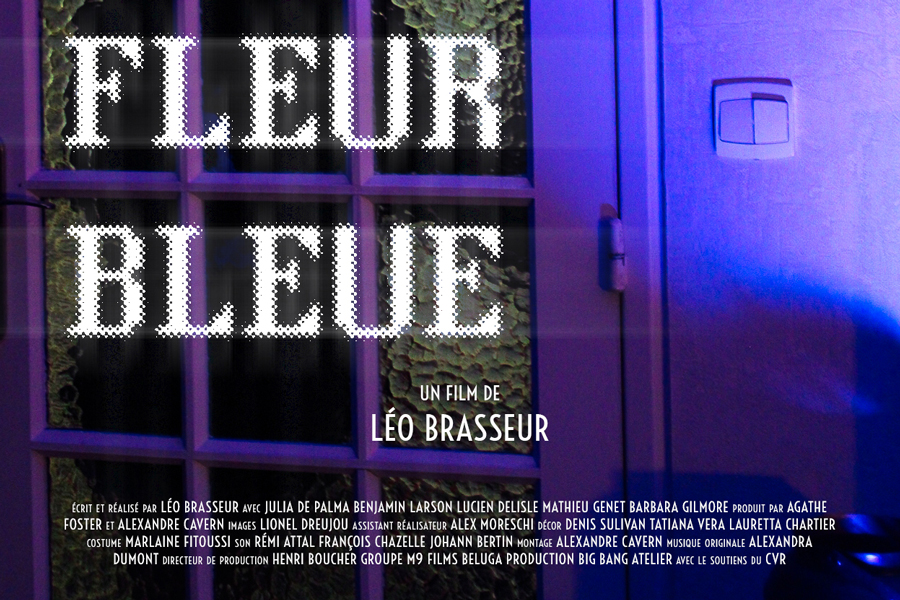 FLEUR
BLEUE
UN FILM DE
LÉO BRASSEUR
ÉCRIT ET RÉALISÉ PAR LÉO BRASSEUR AVEC JULIA DE PALMA BENJAMIN LARSON LUCIEN DELISLE MATHIEU GENET BARBARA GILMORE PRODUIT PAR AGATHE
FOSTER ET ALEXANDRE CAVERN IMAGES LIONEL DREUJOU ASSISTANT RÉALISATEUR ALEX MORESCHI DÉCOR DENIS SULIVAN TATIANA VERA LAURETTA CHARTIER
COSTUME MARLAINE FITOUSSI SON RÉMI ATTAL FRANÇOIS CHAZELLE JOHANN BERTIN MONTAGE ALEXANDRE CAVERN MUSIQUE ORIGINALE ALEXANDRA
DUMONT DIRECTEUR DE PRODUCTION HENRI BOUCHER GROUPE M9 FILMS BELUGA PRODUCTION BIG BANG ATELIER AVEC LE SOUTIENS DU CVR